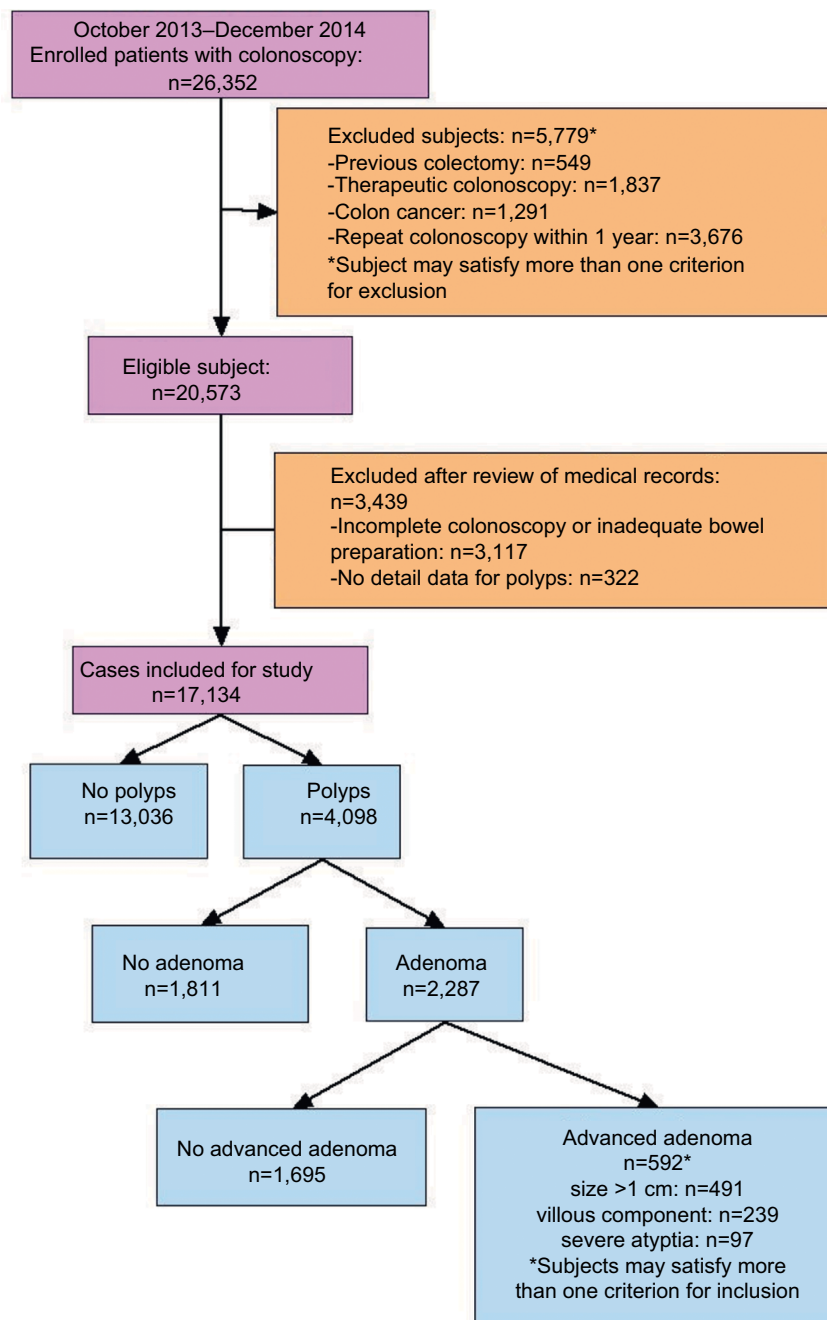 October 2013–December 2014
Enrolled patients with colonoscopy:
n=26,352
Excluded subjects: n=5,779*
-Previous colectomy: n=549
-Therapeutic colonoscopy: n=1,837
-Colon cancer: n=1,291
-Repeat colonoscopy within 1 year: n=3,676
*Subject may satisfy more than one criterion
for exclusion
Eligible subject:
n=20,573
Excluded after review of medical records:
n=3,439
-Incomplete colonoscopy or inadequate bowel
preparation: n=3,117
-No detail data for polyps: n=322
Cases included for study
n=17,134
No polyps
n=13,036
Polyps
n=4,098
No adenoma
n=1,811
Adenoma
n=2,287
No advanced adenoma
n=1,695
Advanced adenoma
n=592*
size >1 cm: n=491
villous component: n=239
severe atyptia: n=97
*Subjects may satisfy more
than one criterion for inclusion